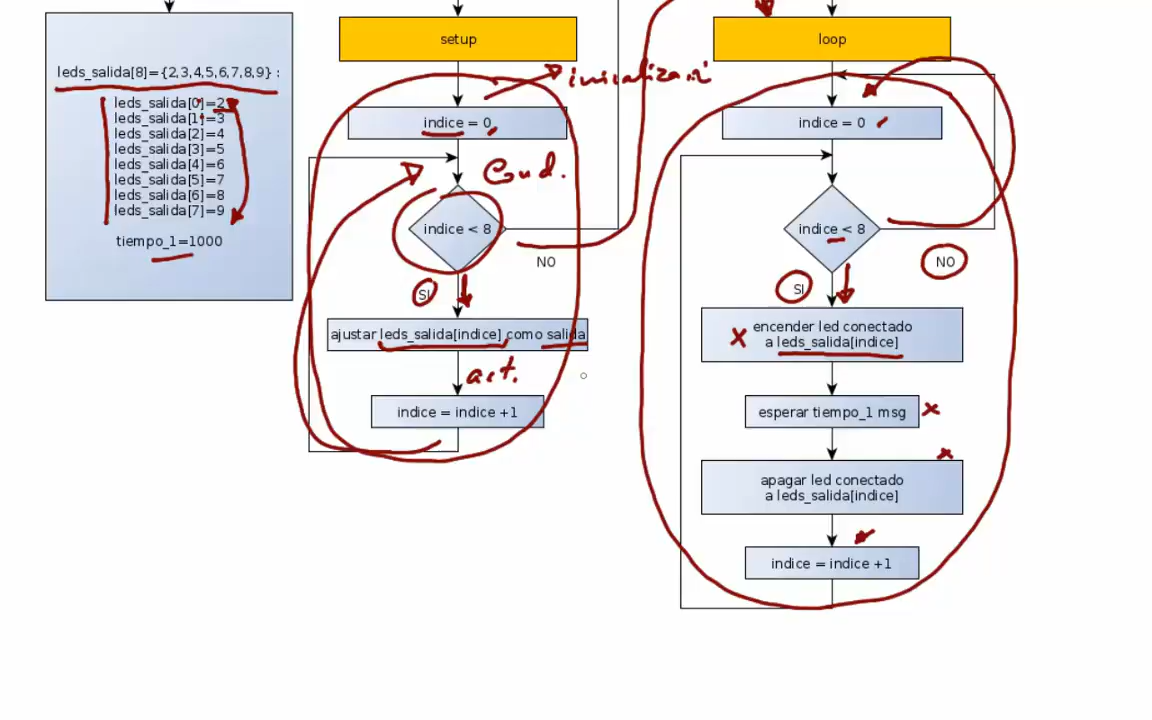 leds_salida[8]={2,3,4,5,6,7,8,9} :
leds_salida[0]=2
leds_salida[1]=3
leds_salida[2]=4
leds_salida[3]=5
leds_salida[4]=6
leds_salida[5]=7
leds_salida[6]=8
leds_salida[7]=9
tiempo_1=1000
setup
indice = 0
Cond.
indice < 8
NO
SI
ajustar leds_salida[indice] como salida
act.
indice = indice +1
loop
indice = 0
indice < 8
NO
SI
encender led conectado
a leds_salida[indice]
esperar tiempo_1 msg
apagar led conectado
a leds_salida[indice]
indice = indice +1